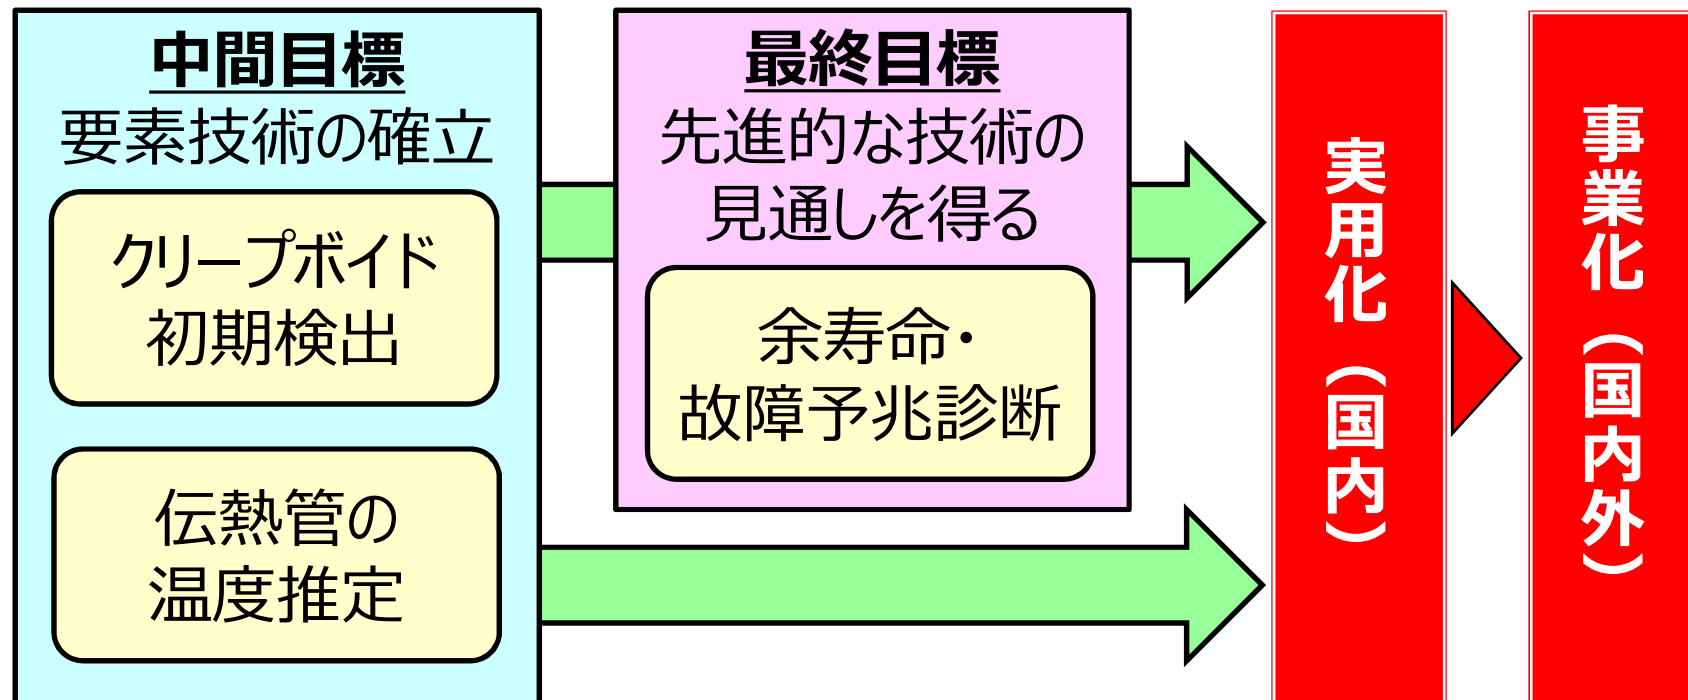 中間目標
要素技術の確立
クリープボイド
初期検出
伝熱管の
温度推定
最終目標
先進的な技術の
見通しを得る
余寿命・
故障予兆診断
実用化（国内）
事業化（国内外）